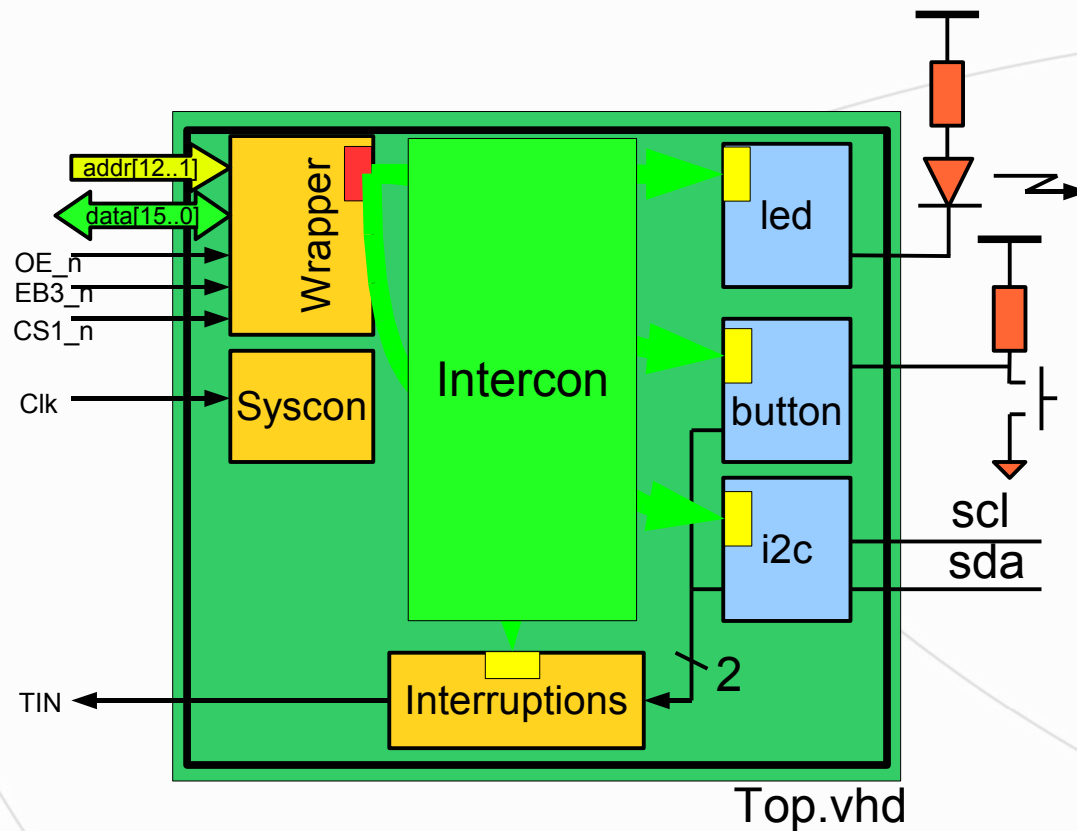 addr[12..1]
data[15..0]
OE_n
EB3_n
CS1_n
Clk
TIN
Wrapper
Syscon
Intercon
Interruptions
led
button
i2c
2
scl
sda
Top.vhd